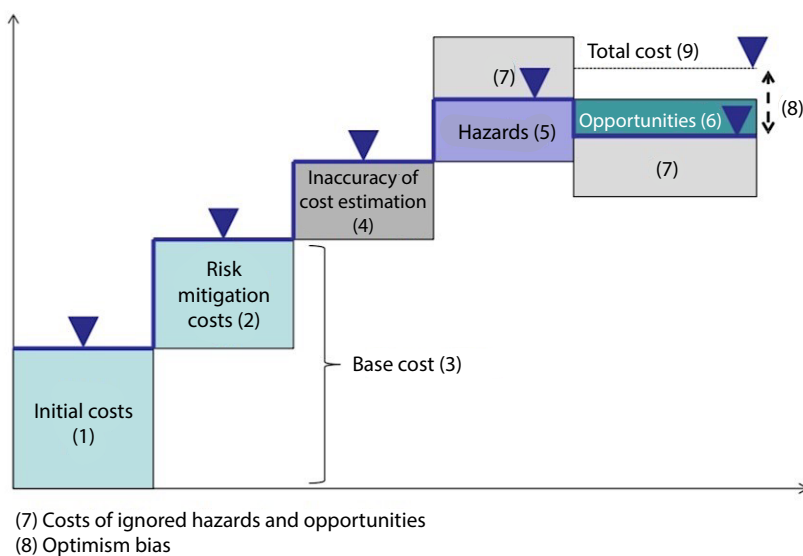 Total cost (9)
(7)
(8)
Hazards (5)
Opportunities (6)
Inaccuracy of
cost estimation
(4)
(7)
Risk
mitigation
costs (2)
Base cost (3)
Initial costs
(1)
(7) Costs of ignored hazards and opportunities
(8) Optimism bias